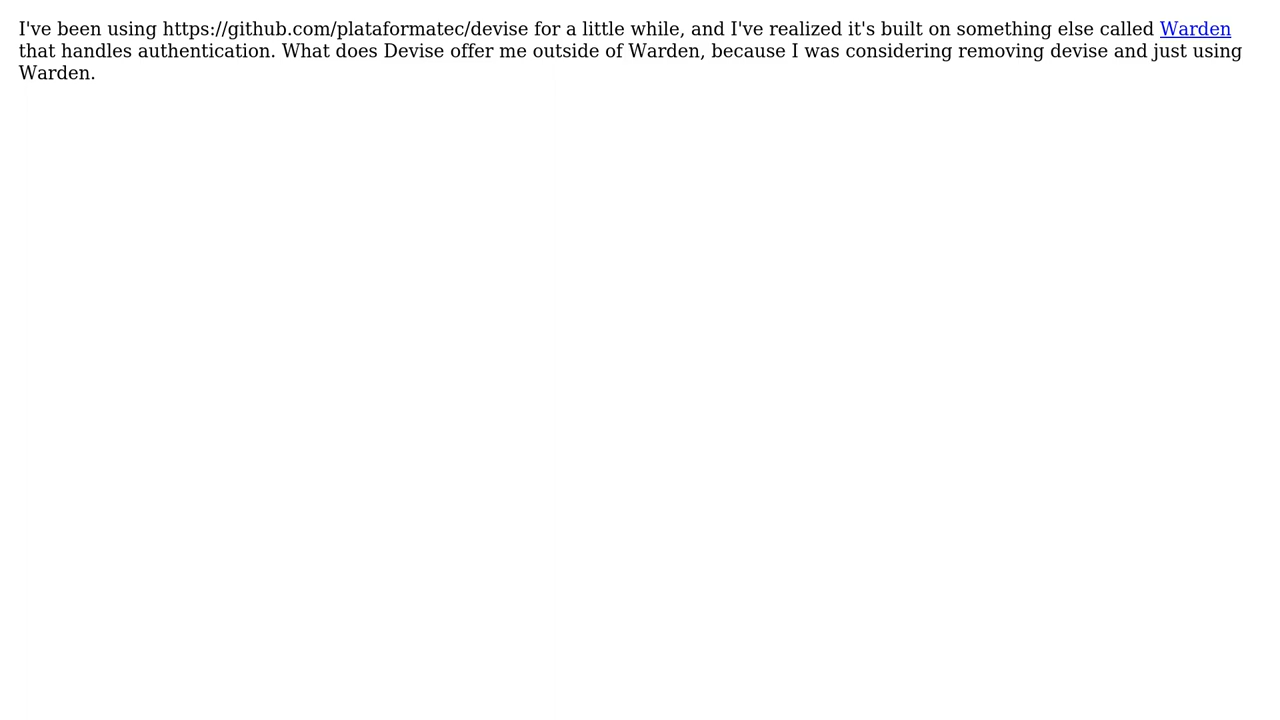 I've been using https://github.com/plataformatec/devise for a little while, and I've realized it's built on something else called Warden
that handles authentication. What does Devise offer me outside of Warden, because I was considering removing devise and just using
Warden.